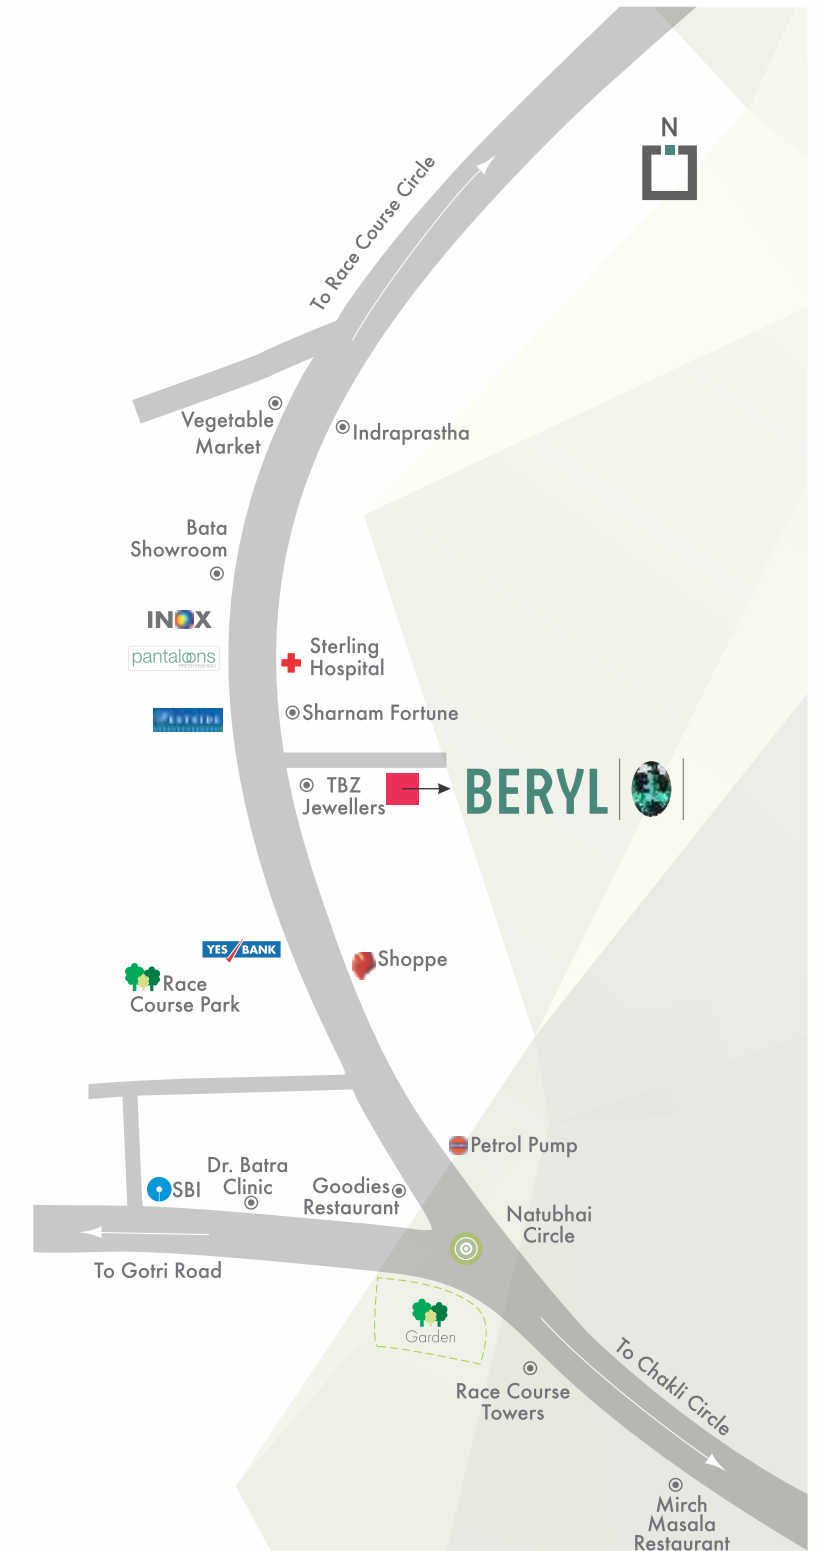 N
To Race Course Circle
Vegetable
Market
Indraprastha
Bata
Showroom
INOX
pantaloons
FRESH FASHION
Sterling
Hospital
Sharnam Fortune
TBZ
Jewellers
BERYL
YES BANK
Shoppe
Race
Course Park
Petrol Pump
Dr. Batra
Clinic
SBI
Goodies
Restaurant
Natubhai
Circle
To Gotri Road
Garden
To Chakli Circle
Race Course
Towers
Mirch
Masala
Restaurant